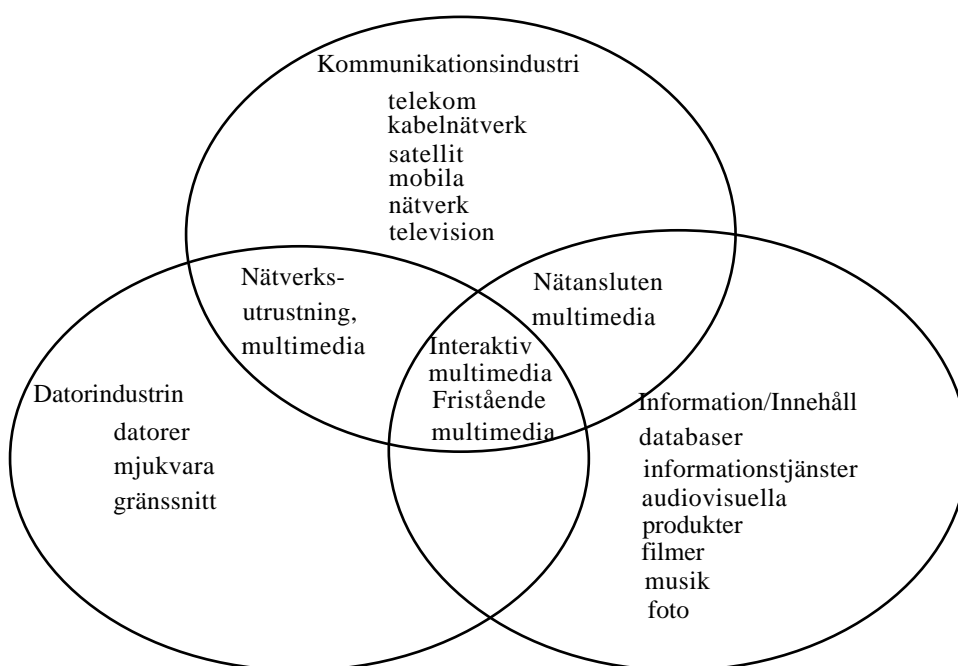 Kommunikationsindustri
telekom
kabelnätverk
satellit
mobila
nätverk
television
Nätverks-
utrustning,
multimedia
Nätansluten
multimedia
Interaktiv
multimedia
Fristående
multimedia
Datorindustrin
datorer
mjukvara
gränssnitt
Information/Innehåll
databaser
informationstjänster
audiovisuella
produkter
filmer
musik
foto